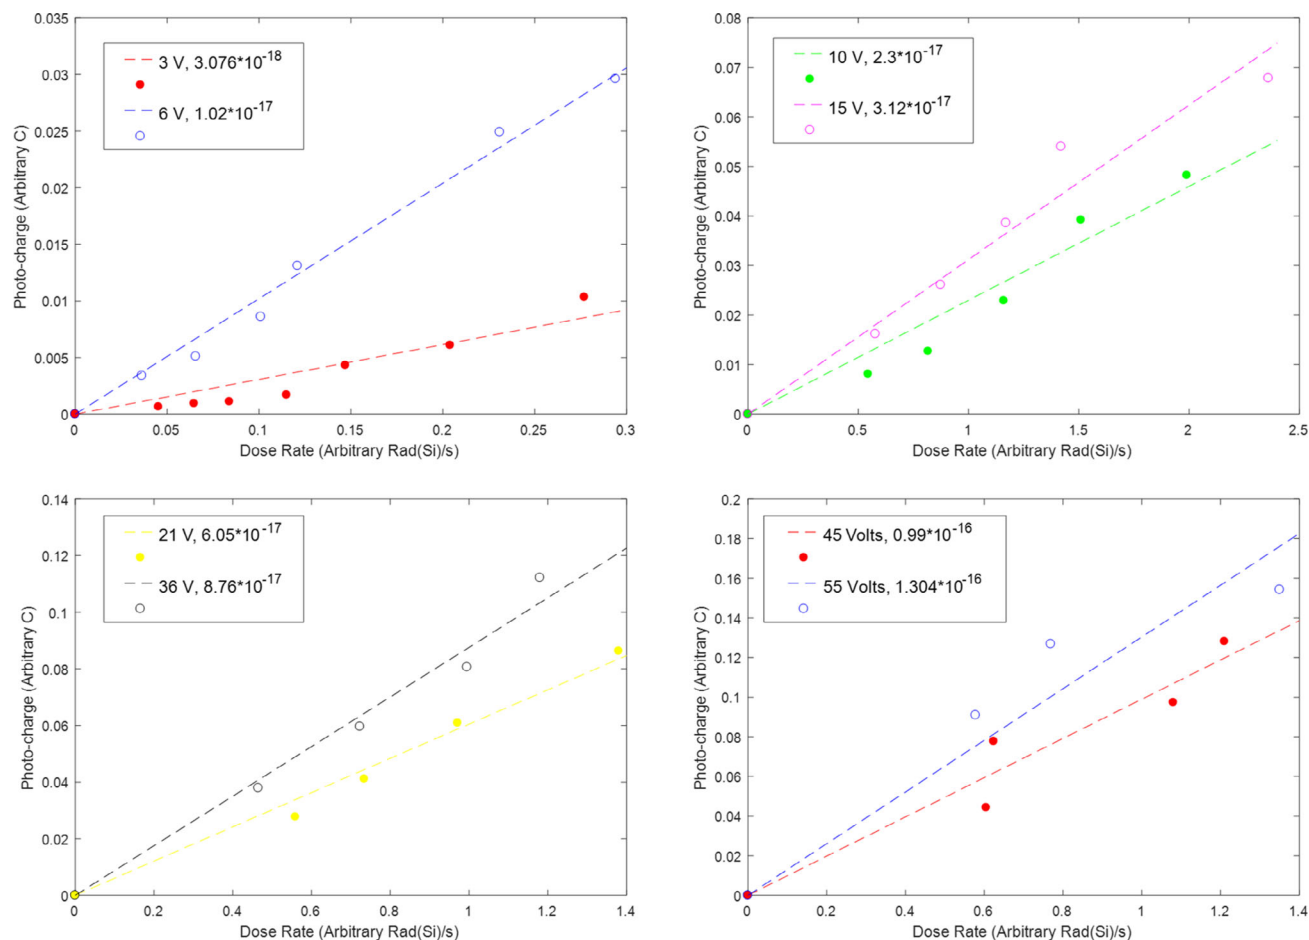 0.035
0.03
0.025
0.02
0.015
0.01
0.005
0
Photo-charge (Arbitrary C)
3 V, 3.076*10-18
6 V, 1.02*10-17
0 0.05 0.1 0.15 0.2 0.25 0.3
Dose Rate (Arbitrary Rad(Si)/s)
0.08
0.07
0.06
0.05
0.04
0.03
0.02
0.01
0
Photo-charge (Arbitrary C)
10 V, 2.3*10-17
15 V, 3.12*10-17
0 0.5 1 1.5 2 2.5
Dose Rate (Arbitrary Rad(Si)/s)
0.14
0.12
0.1
0.08
0.06
0.04
0.02
0
Photo-charge (Arbitrary C)
21 V, 6.05*10-17
36 V, 8.76*10-17
0 0.2 0.4 0.6 0.8 1 1.2 1.4
Dose Rate (Arbitrary Rad(Si)/s)
0.2
0.18
0.16
0.14
0.12
0.1
0.08
0.06
0.04
0.02
0
Photo-charge (Arbitrary C)
45 Volts, 0.99*10-16
55 Volts, 1.304*10-16
0 0.2 0.4 0.6 0.8 1 1.2 1.4
Dose Rate (Arbitrary Rad(Si)/s)